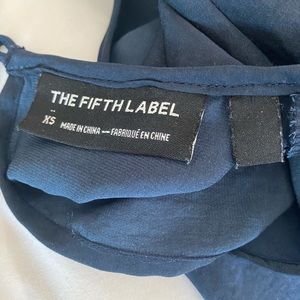 THE FIFTH LABEL
XS
MADE IN CHINA — FABRIQUÉ EN CHINE